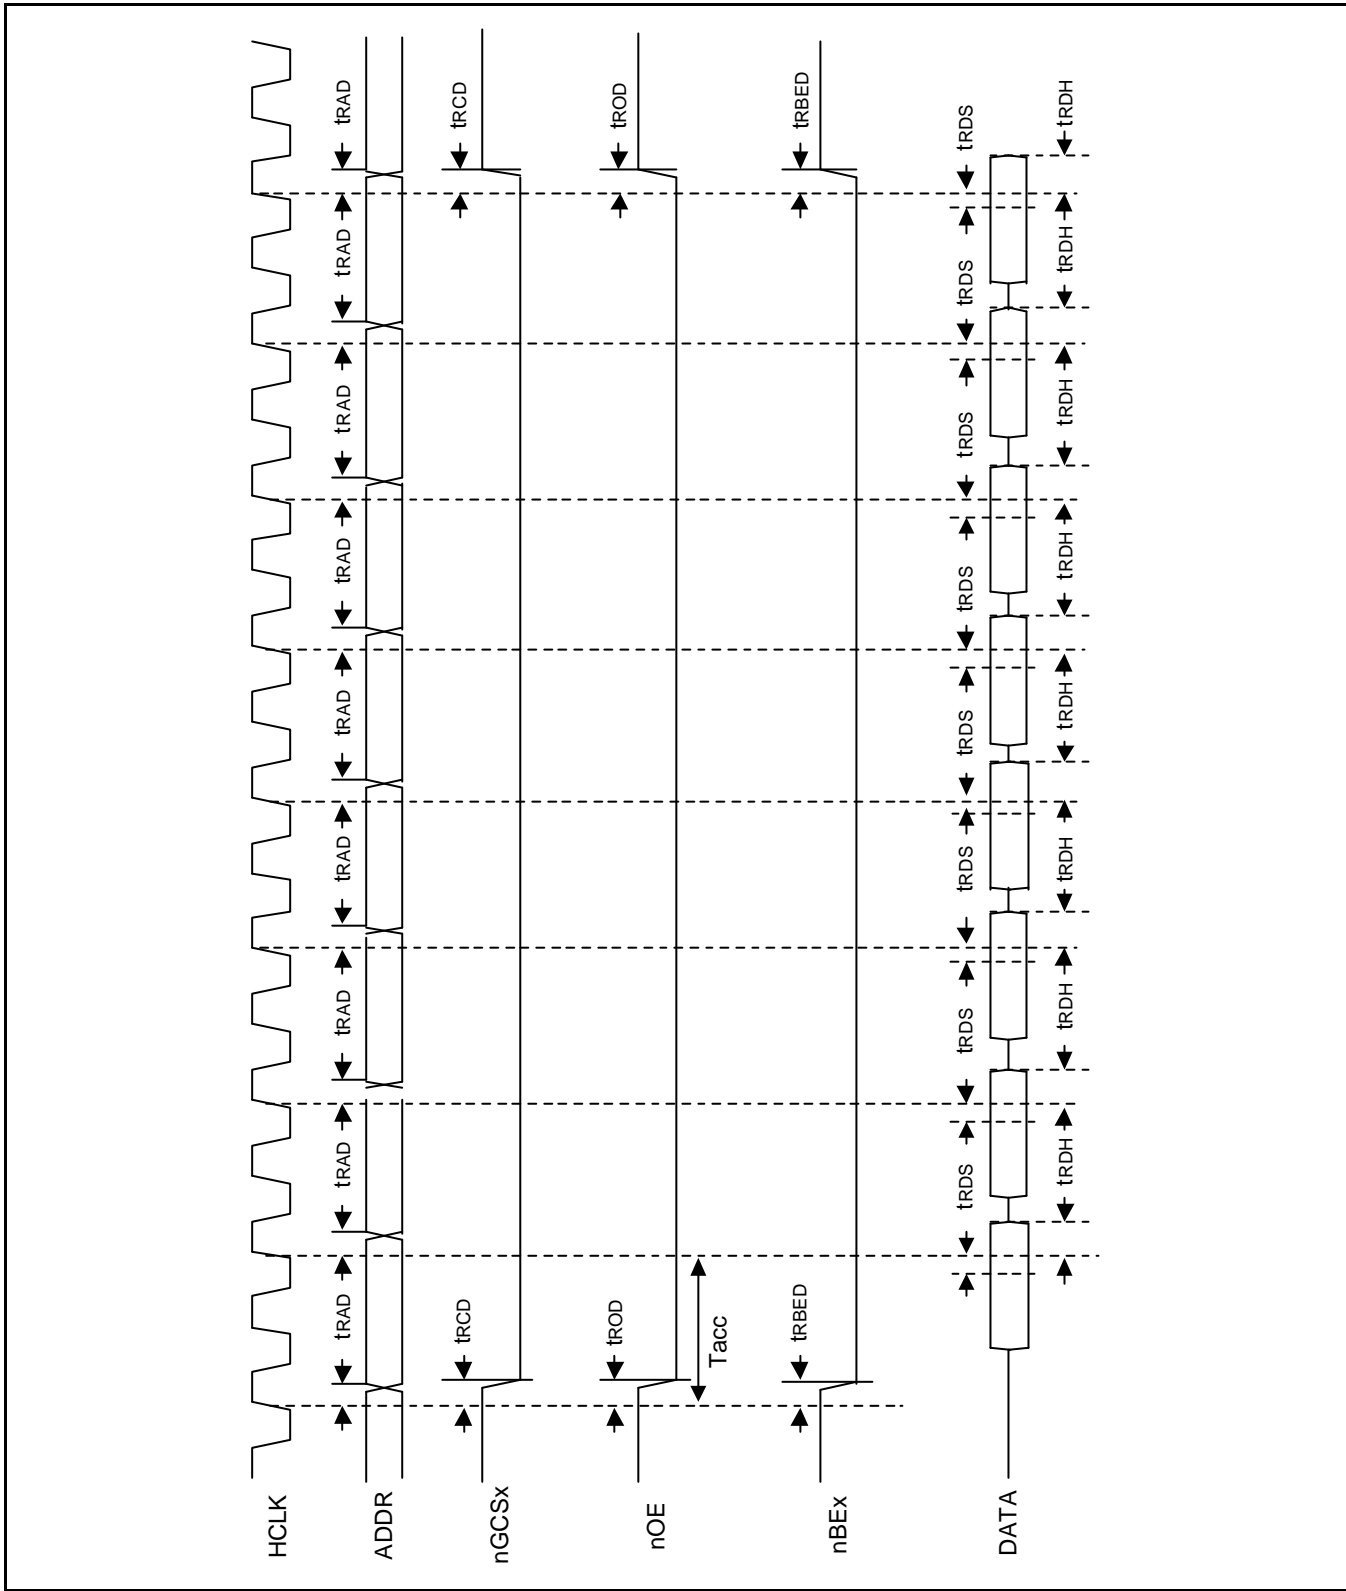 HCLK
tRAD tRAD tRAD tRAD tRAD tRAD tRAD tRAD tRAD
ADDR
tRCD tRCD
nGCSx
tROD tROD
nOE
Tacc
tRBED tRBED
nBEx
tRDS tRDS tRDS tRDS tRDS tRDS tRDS tRDS
DATA
tRDH tRDH tRDH tRDH tRDH tRDH tRDH tRDH